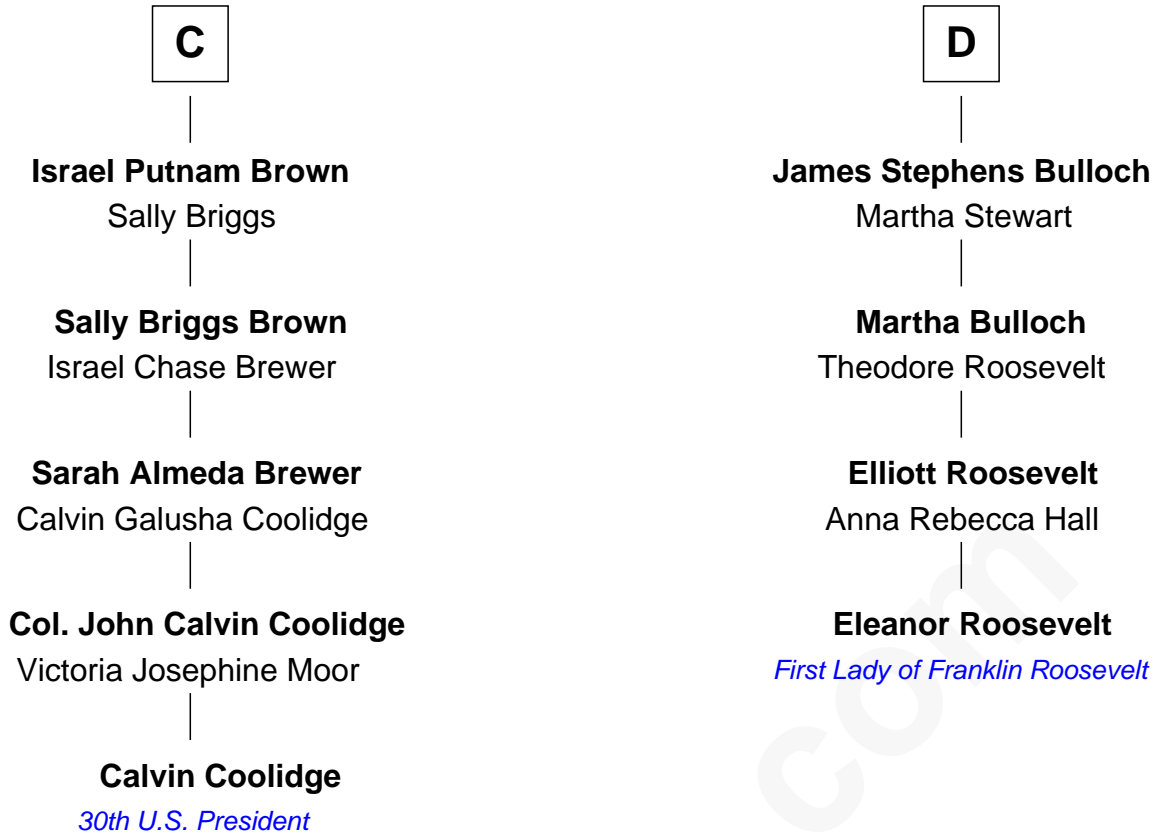 C
Israel Putnam Brown
Sally Briggs
Sally Briggs Brown
Israel Chase Brewer
Sarah Almeda Brewer
Calvin Galusha Coolidge
Col. John Calvin Coolidge
Victoria Josephine Moor
Calvin Coolidge
30th U.S. President
D
James Stephens Bulloch
Martha Stewart
Martha Bulloch
Theodore Roosevelt
Elliott Roosevelt
Anna Rebecca Hall
Eleanor Roosevelt
First Lady of Franklin Roosevelt
com